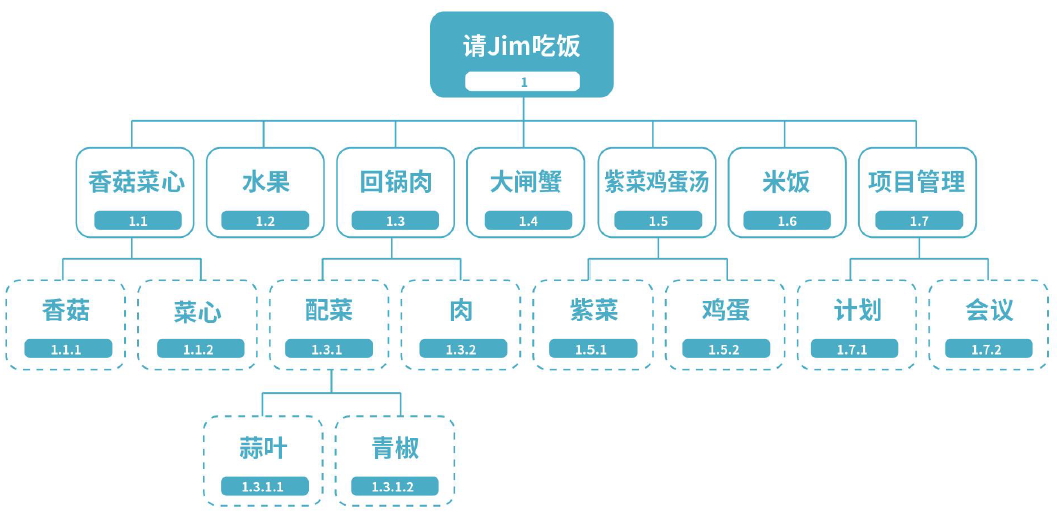 请Jim吃饭
1
香菇菜心
1.1
水果
1.2
回锅肉
1.3
大闸蟹
1.4
紫菜鸡蛋汤
1.5
米饭
1.6
项目管理
1.7
香菇
1.1.1
菜心
1.1.2
配菜
1.3.1
肉
1.3.2
紫菜
1.5.1
鸡蛋
1.5.2
计划
1.7.1
会议
1.7.2
蒜叶
1.3.1.1
青椒
1.3.1.2